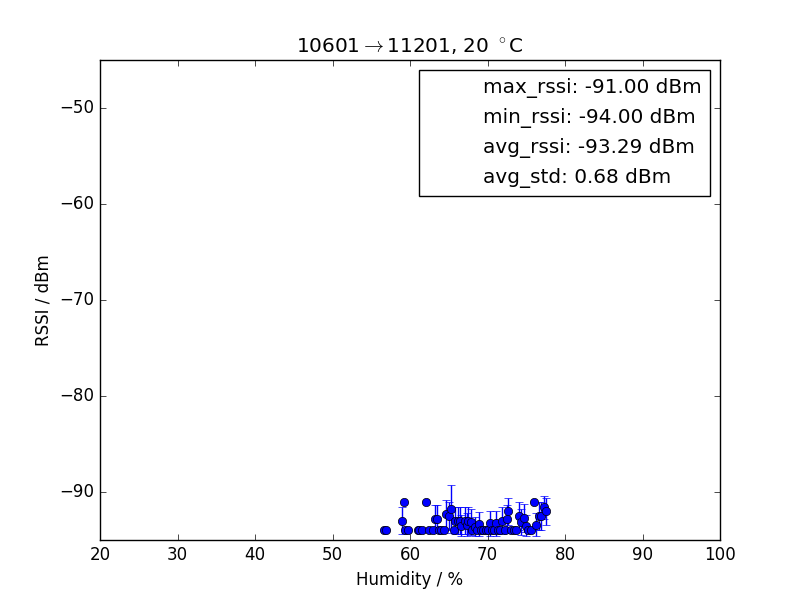 10601→11201, 20 °C
max_rssi: -91.00 dBm
min_rssi: -94.00 dBm
avg_rssi: -93.29 dBm
avg_std: 0.68 dBm
RSSI / dBm
−50
−60
−70
−80
−90
20 30 40 50 60 70 80 90 100
Humidity / %